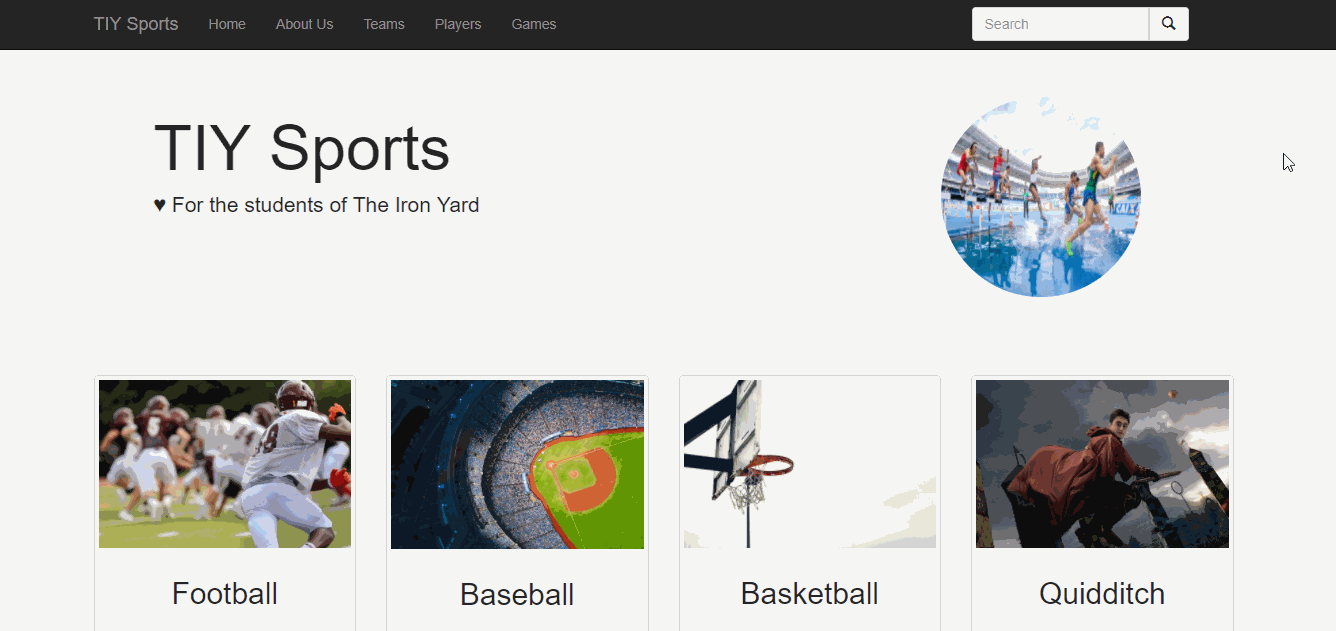 TIY Sports Home About Us Teams Players Games Search
TIY Sports
♥ For the students of The Iron Yard
Football Baseball Basketball Quidditch